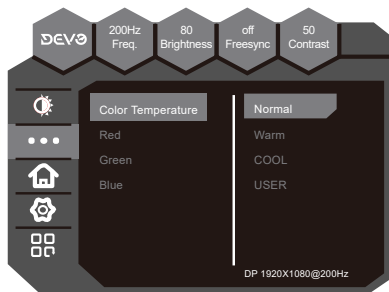 DEVO
200Hz
Freq.
80
Brightness
off
Freesync
50
Contrast
Color Temperature
Red
Green
Blue
Normal
Warm
COOL
USER
DP 1920X1080@200Hz